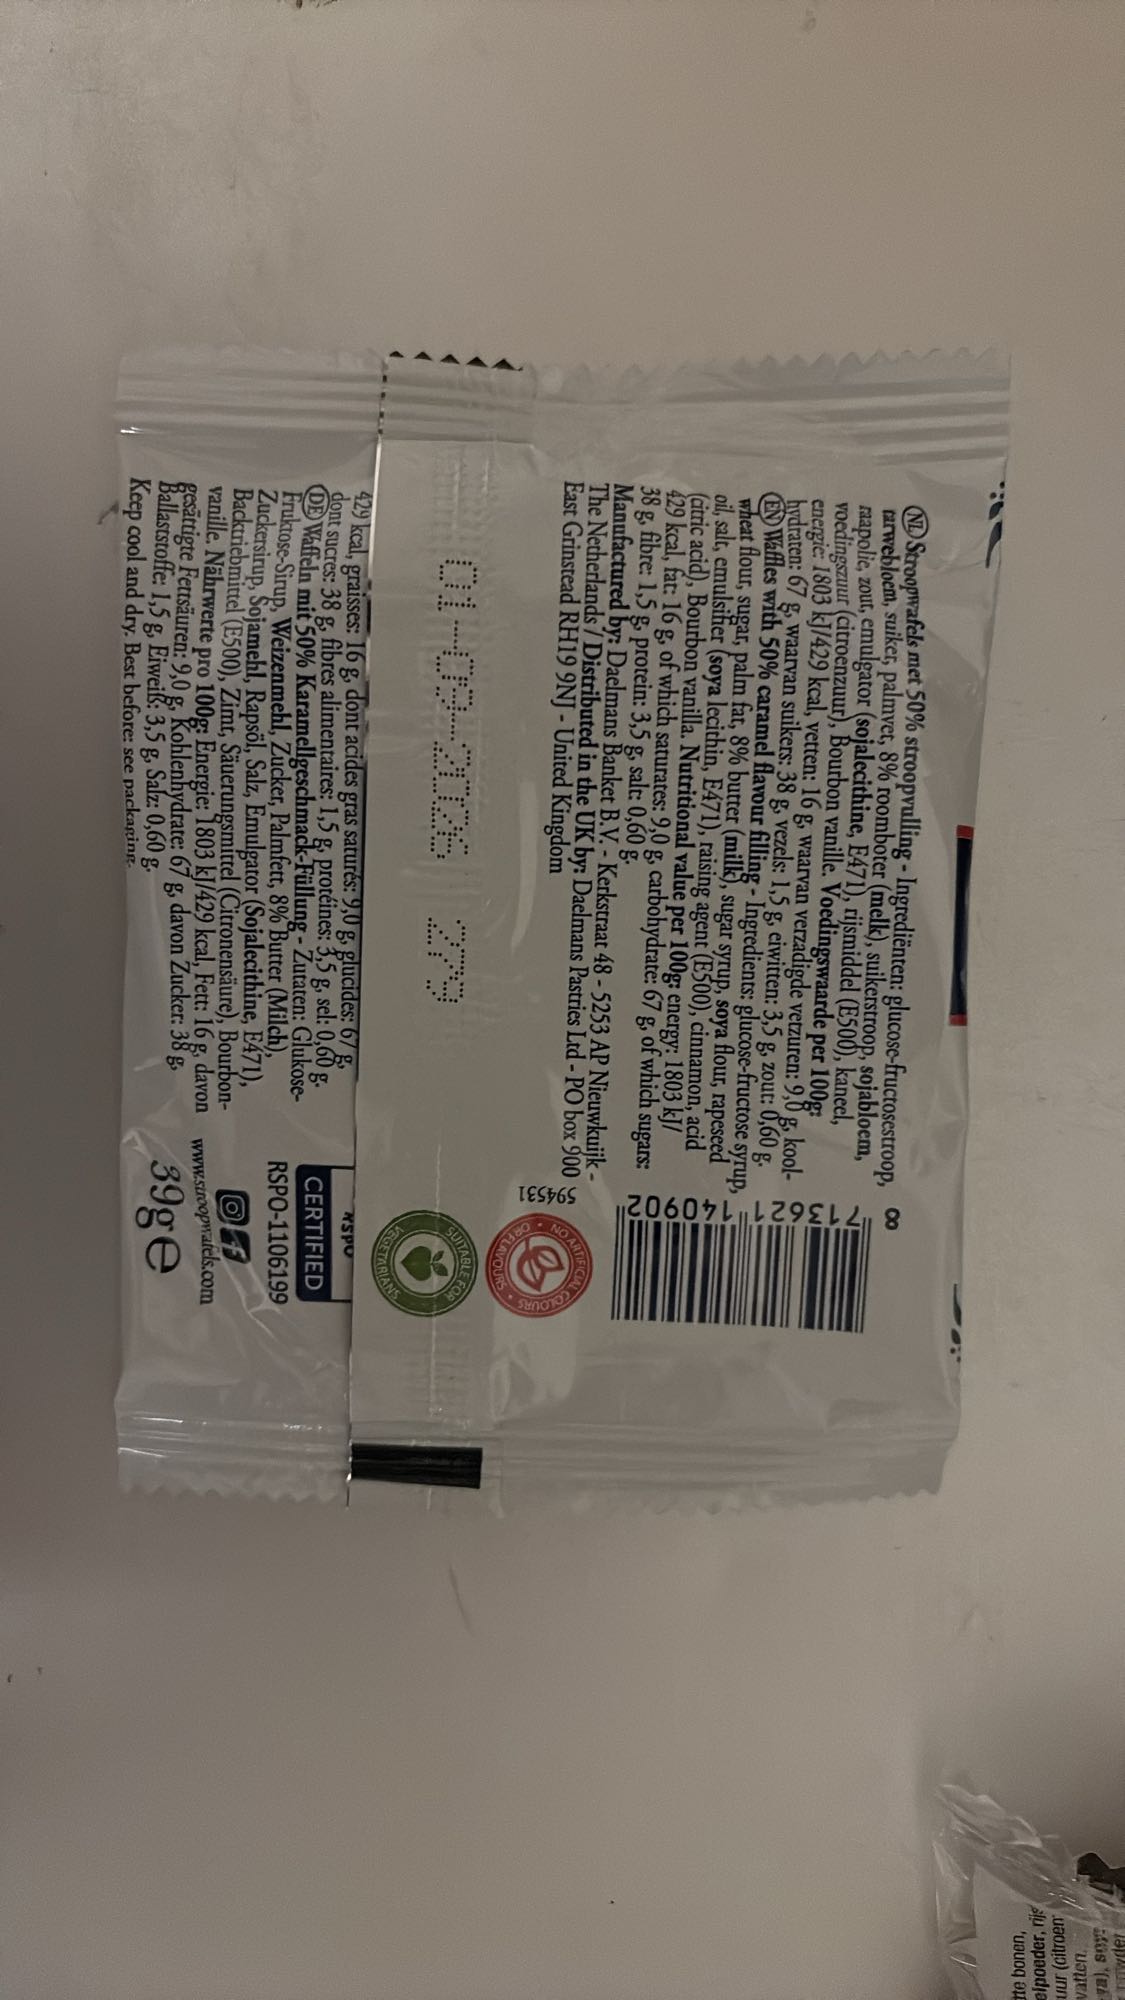 NL Stroopwafels met 50% stroopvulling - Ingrediënten: glucose-fructosestroop,
tarwebloem, suiker, palmvet, 8% roomboter (melk), suikerstroop, sojabloem,
raapolie, zout, emulgator (sojalecithine, E471), rijsmiddel (E500), kaneel,
voedingszuur (citroenzuur), Bourbon vanille. Voedingswaarde per 100g:
energie: 1803 kJ/429 kcal, vetten: 16 g, waarvan verzadigde vetzuren: 9,0 g, kool-
hydraten: 67 g, waarvan suikers: 38 g, vezels: 1,5 g, eiwitten: 3,5 g, zout: 0,60 g.
EN Waffles with 50% caramel flavour filling - Ingredients: glucose-fructose syrup,
wheat flour, sugar, palm fat, 8% butter (milk), sugar syrup, soya flour, rapeseed
oil, salt, emulsifier (soya lecithin, E471), raising agent (E500), cinnamon, acid
(citric acid), Bourbon vanilla. Nutritional value per 100g: energy: 1803 kJ/
429 kcal, fat: 16 g, of which saturates: 9,0 g, carbohydrate: 67 g, of which sugars:
38 g, fibre: 1,5 g, protein: 3,5 g, salt: 0,60 g.
Manufactured by: Daelmans Banket B.V. - Kerkstraat 48 - 5253 AP Nieuwkuijk -
The Netherlands / Distributed in the UK by: Daelmans Pastries Ltd - PO box 900
East Grinstead RH19 9NJ - United Kingdom
8
713621 140902
594531
NO ARTIFICIAL COLOURS • OR FLAVOURS •
SUITABLE FOR VEGETARIANS
01-03-2026 273
429 kcal, graisses: 16 g, dont acides gras saturés: 9,0 g, glucides: 67 g,
dont sucres: 38 g, fibres alimentaires: 1,5 g, protéines: 3,5 g, sel: 0,60 g.
DE Waffeln mit 50% Karamellgeschmack-Füllung - Zutaten: Glukose-
Frukose-Sirup, Weizenmehl, Zucker, Palmfett, 8% Butter (Milch),
Zuckersirup, Sojamehl, Rapsöl, Salz, Emulgator (Sojalecithine, E471),
Backtriebmittel (E500), Zimt, Säuerungsmittel (Citronensäure), Bourbon-
vanille. Nährwerte pro 100g: Energie: 1803 kJ/429 kcal, Fett: 16 g, davon
gesättigte Fettsäuren: 9,0 g, Kohlenhydrate: 67 g, davon Zucker: 38 g,
Ballaststoffe: 1,5 g, Eiweiß: 3,5 g, Salz: 0,60 g.
Keep cool and dry. Best before: see packaging.
RSPO
CERTIFIED
RSPO-1106199
www.stroopwafels.com
39g e
te bonen,
uur (citroen
vatten.